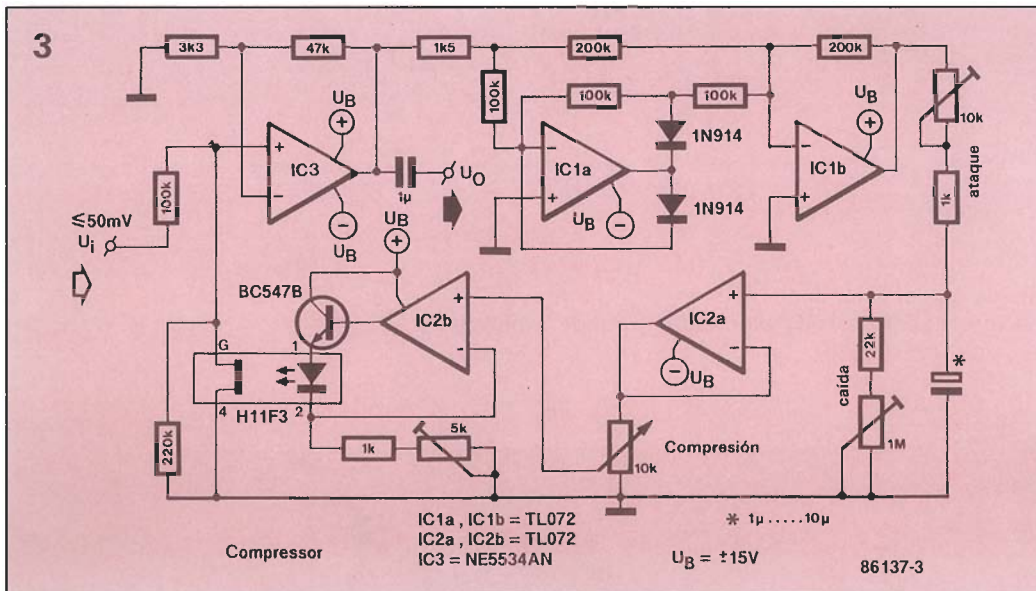 3
3k3
47k
1k5
200k
200k
100k
100k
100k
10k
UB
+
1N914
UB
+
+
IC3
−
−
IC1a
+
−
IC1b
+
1µ
UO
1N914
ataque
1k
100k
≤50mV
Ui
−
UB
UB
+
−
UB
BC547B
+
IC2b
−
+
IC2a
−
−
UB
22k
*
caída
G
1
4
2
H11F3
220k
1k
5k
10k
Compresión
1M
IC1a, IC1b = TL072
IC2a, IC2b = TL072
IC3 = NE5534AN
* 1µ.....10µ
Compressor
UB = ±15V
86137-3